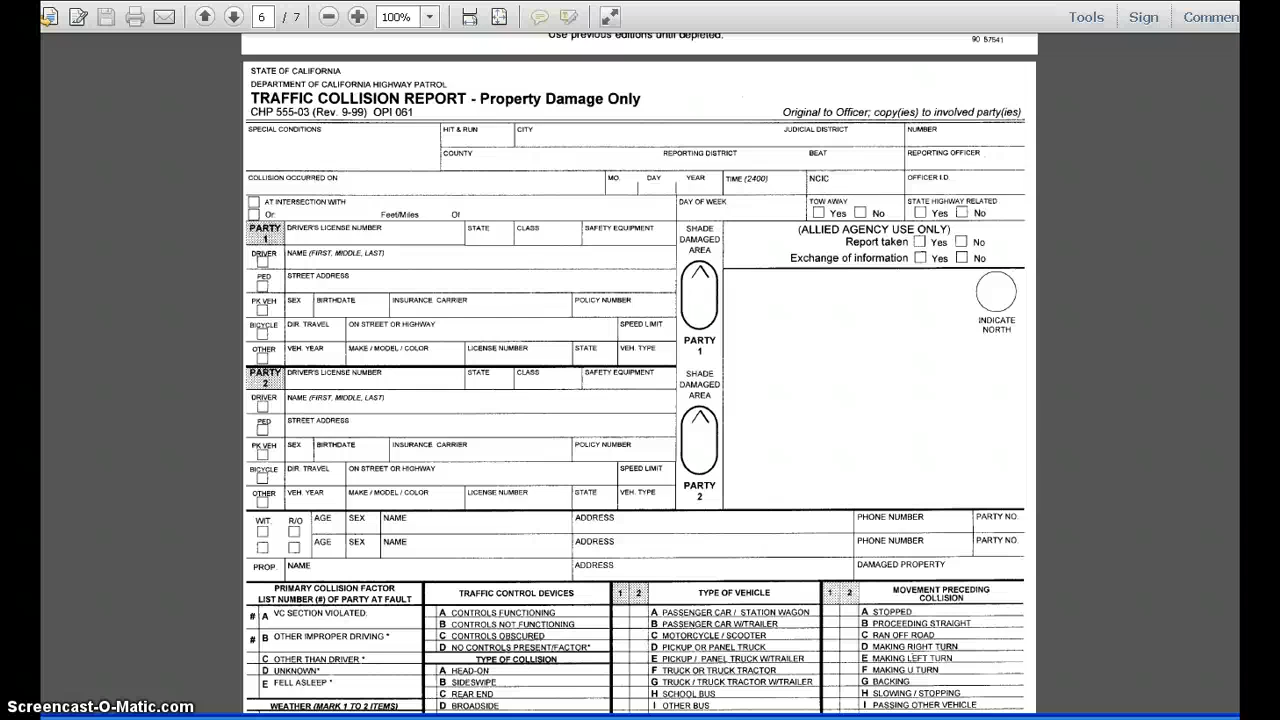 6 / 7 100% Tools Sign Commen
Use previous editions until depleted.
90 57541
STATE OF CALIFORNIA
DEPARTMENT OF CALIFORNIA HIGHWAY PATROL
TRAFFIC COLLISION REPORT - Property Damage Only
CHP 555-03 (Rev. 9-99) OPI 061 Original to Officer; copy(ies) to involved party(ies)
SPECIAL CONDITIONS HIT & RUN CITY JUDICIAL DISTRICT NUMBER
COUNTY REPORTING DISTRICT BEAT REPORTING OFFICER
COLLISION OCCURRED ON MO. DAY YEAR TIME (2400) NCIC OFFICER I.D.
AT INTERSECTION WITH DAY OF WEEK TOW AWAY STATE HIGHWAY RELATED
Or: Feet/Miles Of Yes No Yes No
PARTY 1 DRIVER'S LICENSE NUMBER STATE CLASS SAFETY EQUIPMENT SHADE DAMAGED AREA (ALLIED AGENCY USE ONLY)
Report taken Yes No
DRIVER NAME (FIRST, MIDDLE, LAST) Exchange of information Yes No
PED STREET ADDRESS
PK VEH SEX BIRTHDATE INSURANCE CARRIER POLICY NUMBER
INDICATE NORTH
BICYCLE DIR. TRAVEL ON STREET OR HIGHWAY SPEED LIMIT
OTHER VEH. YEAR MAKE / MODEL / COLOR LICENSE NUMBER STATE VEH. TYPE PARTY 1
PARTY 2 DRIVER'S LICENSE NUMBER STATE CLASS SAFETY EQUIPMENT SHADE DAMAGED AREA
DRIVER NAME (FIRST, MIDDLE, LAST)
PED STREET ADDRESS
PK VEH SEX BIRTHDATE INSURANCE CARRIER POLICY NUMBER
BICYCLE DIR. TRAVEL ON STREET OR HIGHWAY SPEED LIMIT
OTHER VEH. YEAR MAKE / MODEL / COLOR LICENSE NUMBER STATE VEH. TYPE PARTY 2
WIT. R/O AGE SEX NAME ADDRESS PHONE NUMBER PARTY NO.
AGE SEX NAME ADDRESS PHONE NUMBER PARTY NO.
PROP. NAME ADDRESS DAMAGED PROPERTY
PRIMARY COLLISION FACTOR
LIST NUMBER (#) OF PARTY AT FAULT TRAFFIC CONTROL DEVICES 1 2 TYPE OF VEHICLE 1 2 MOVEMENT PRECEDING COLLISION
# A VC SECTION VIOLATED: A CONTROLS FUNCTIONING A PASSENGER CAR / STATION WAGON A STOPPED
B CONTROLS NOT FUNCTIONING B PASSENGER CAR W/TRAILER B PROCEEDING STRAIGHT
# B OTHER IMPROPER DRIVING * C CONTROLS OBSCURED C MOTORCYCLE / SCOOTER C RAN OFF ROAD
D NO CONTROLS PRESENT/FACTOR* D PICKUP OR PANEL TRUCK D MAKING RIGHT TURN
C OTHER THAN DRIVER * TYPE OF COLLISION E PICKUP / PANEL TRUCK W/TRAILER E MAKING LEFT TURN
D UNKNOWN* A HEAD-ON F TRUCK OR TRUCK TRACTOR F MAKING U TURN
E FELL ASLEEP * B SIDESWIPE G TRUCK / TRUCK TRACTOR W/TRAILER G BACKING
C REAR END H SCHOOL BUS H SLOWING / STOPPING
WEATHER (MARK 1 TO 2 ITEMS) D BROADSIDE I OTHER BUS I PASSING OTHER VEHICLE
Screencast-O-Matic.com